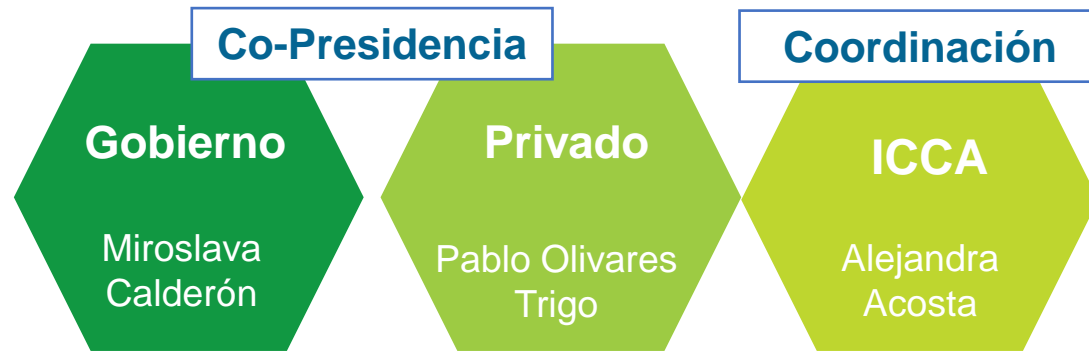 Co-Presidencia
Coordinación
Gobierno
Miroslava
Calderón
Privado
Pablo Olivares
Trigo
ICCA
Alejandra
Acosta